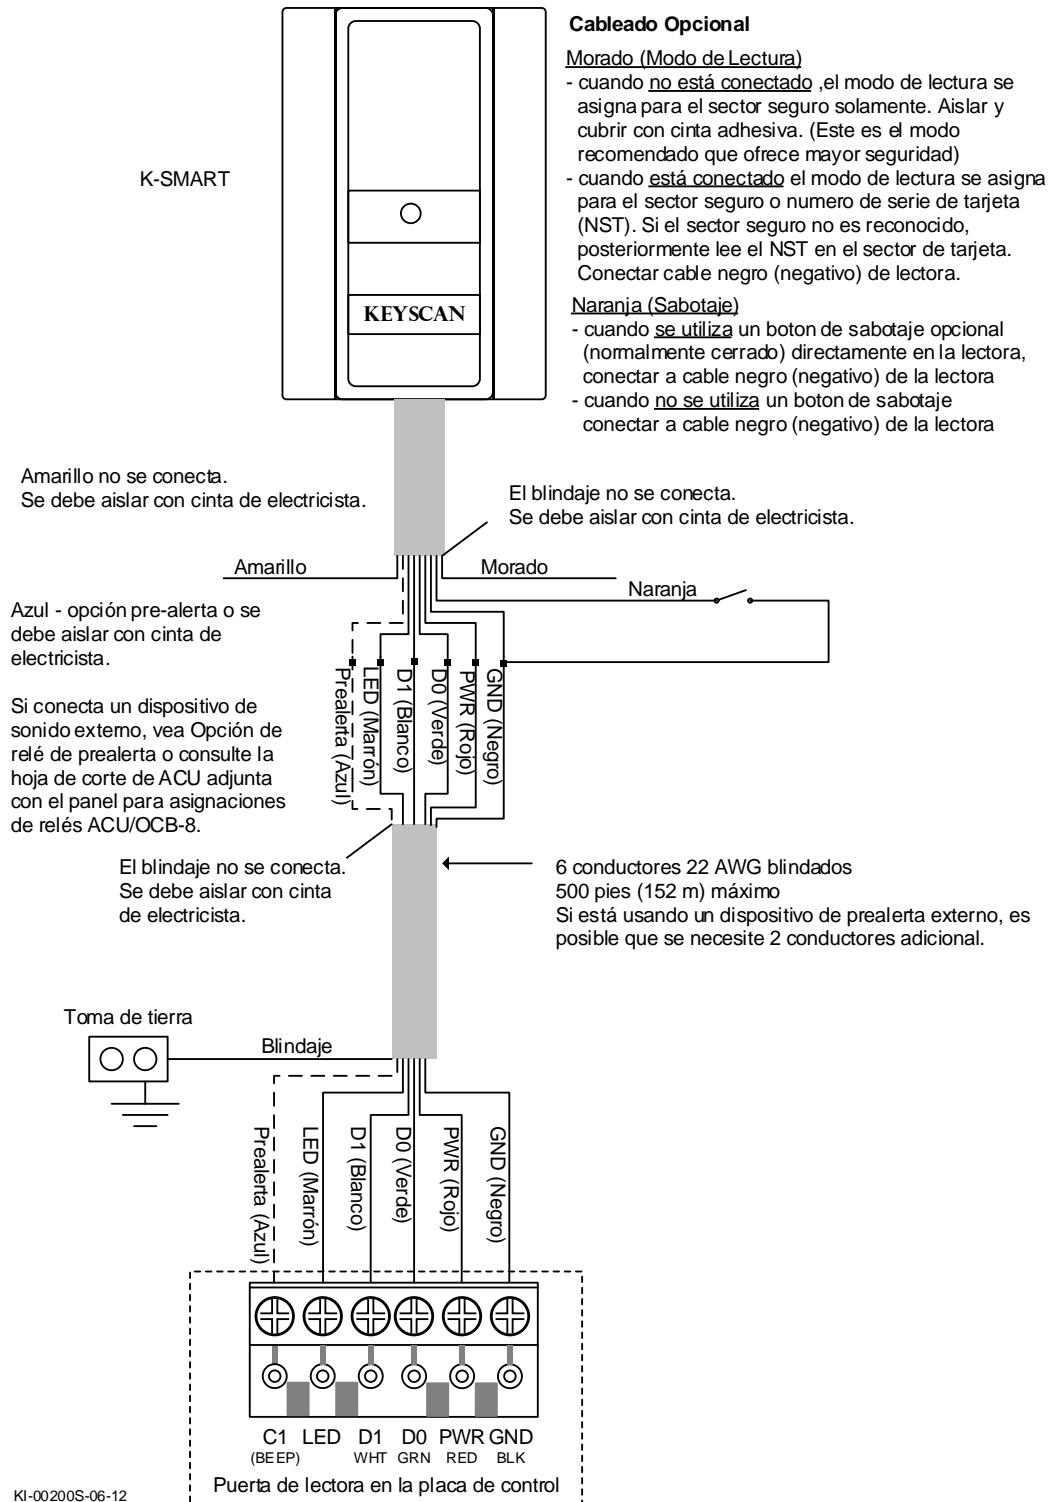 Cableado Opcional
Morado (Modo de Lectura)
- cuando no está conectado ,el modo de lectura se
asigna para el sector seguro solamente. Aislar y
cubrir con cinta adhesiva. (Este es el modo
recomendado que ofrece mayor seguridad)
- cuando está conectado el modo de lectura se asigna
para el sector seguro o numero de serie de tarjeta
(NST). Si el sector seguro no es reconocido,
posteriormente lee el NST en el sector de tarjeta.
Conectar cable negro (negativo) de lectora.
Naranja (Sabotaje)
- cuando se utiliza un boton de sabotaje opcional
(normalmente cerrado) directamente en la lectora,
conectar a cable negro (negativo) de la lectora
- cuando no se utiliza un boton de sabotaje
conectar a cable negro (negativo) de la lectora
K-SMART
KEYSCAN
Amarillo no se conecta.
Se debe aislar con cinta de electricista.
El blindaje no se conecta.
Se debe aislar con cinta de electricista.
Amarillo
Morado
Naranja
Azul - opción pre-alerta o se
debe aislar con cinta de
electricista.
Si conecta un dispositivo de
sonido externo, vea Opción de
relé de prealerta o consulte la
hoja de corte de ACU adjunta
con el panel para asignaciones
de relés ACU/OCB-8.
Prealerta (Azul)
LED (Marrón)
D1 (Blanco)
D0 (Verde)
PWR (Rojo)
GND (Negro)
El blindaje no se conecta.
Se debe aislar con cinta
de electricista.
6 conductores 22 AWG blindados
500 pies (152 m) máximo
Si está usando un dispositivo de prealerta externo, es
posible que se necesite 2 conductores adicional.
Toma de tierra
Blindaje
Prealerta (Azul)
LED (Marrón)
D1 (Blanco)
D0 (Verde)
PWR (Rojo)
GND (Negro)
C1 LED D1 D0 PWR GND
(BEEP) WHT GRN RED BLK
Puerta de lectora en la placa de control
KI-00200S-06-12